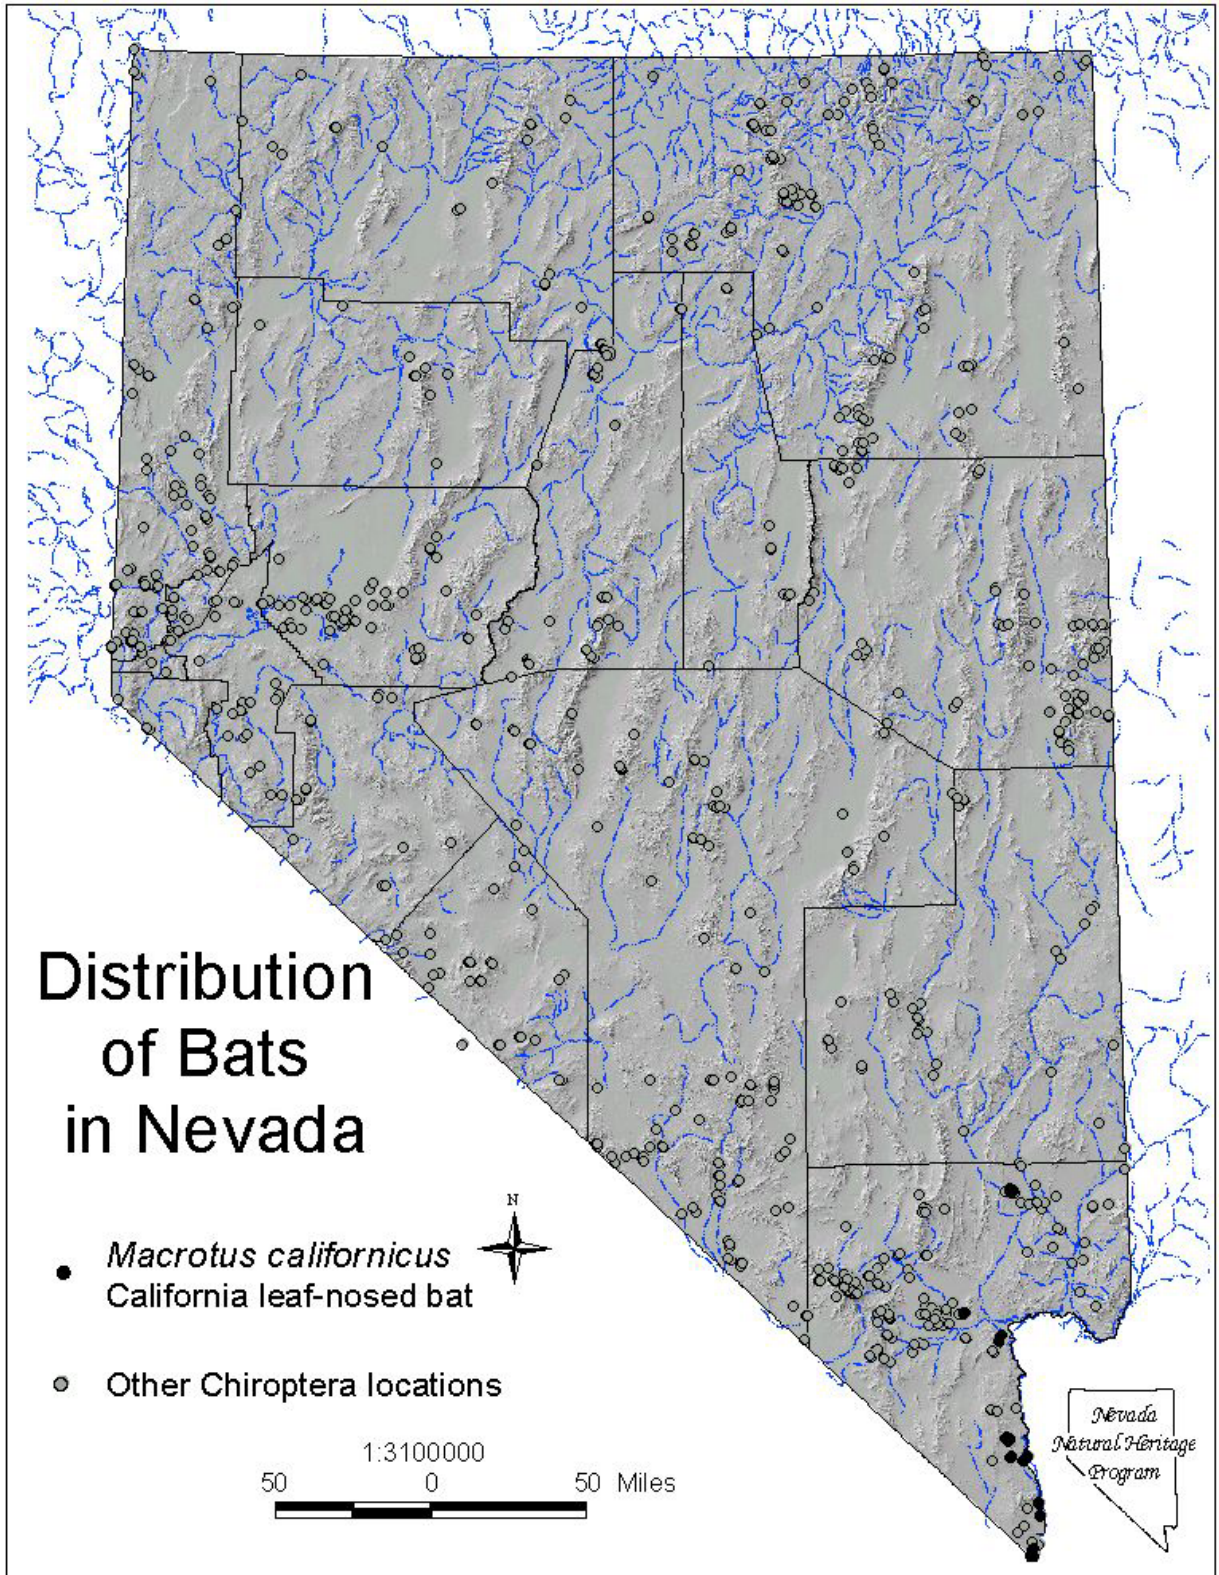 Distribution
of Bats
in Nevada
N
Macrotus californicus
California leaf-nosed bat
Other Chiroptera locations
1:3100000
50 0 50 Miles
Nevada
Natural Heritage
Program